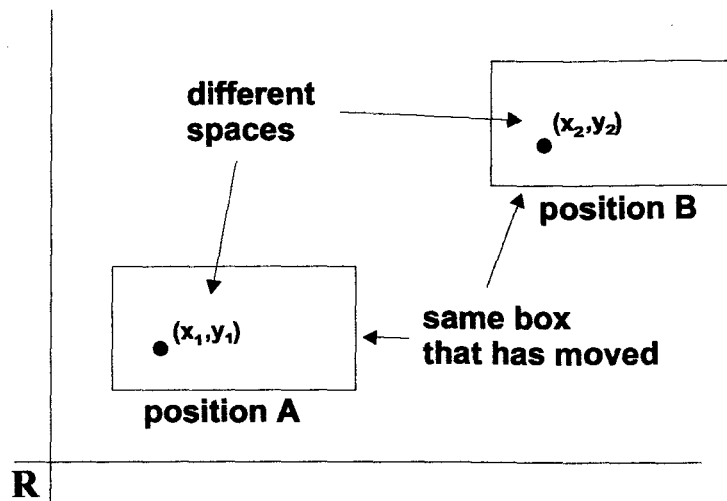 different
spaces
(x₂,y₂)
position B
(x₁,y₁)
same box
that has moved
position A
R